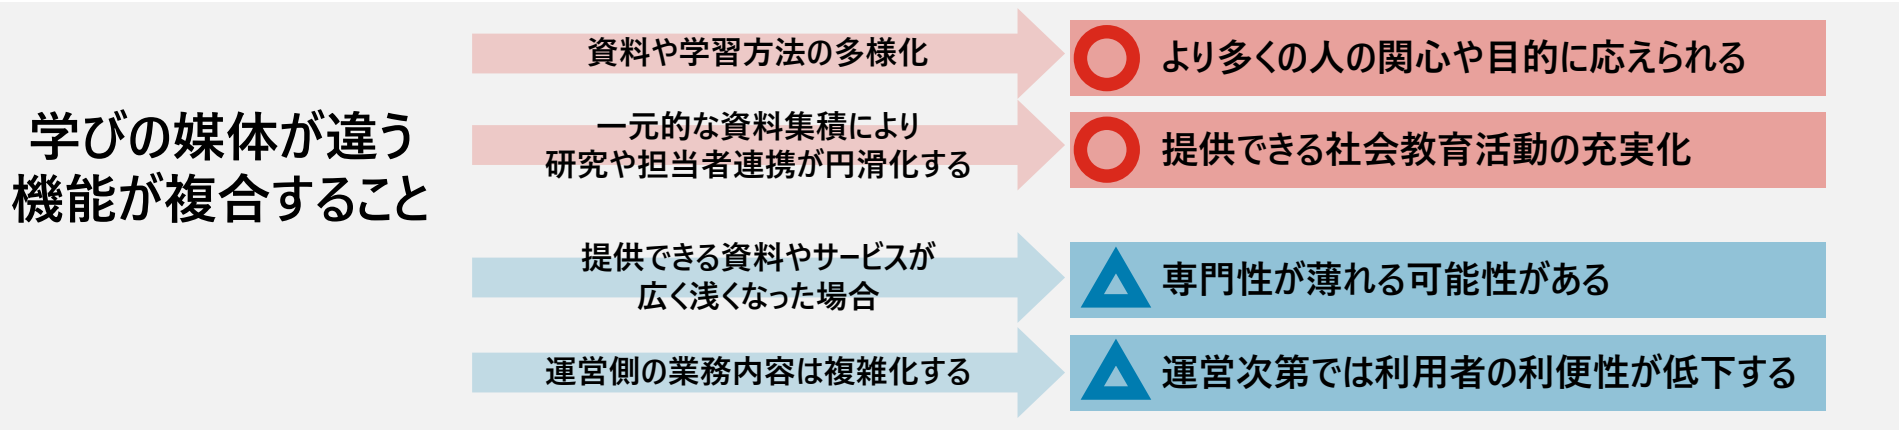 学びの媒体が違う
機能が複合すること
資料や学習方法の多様化
より多くの人の関心や目的に応えられる
一元的な資料集積により
研究や担当者連携が円滑化する
提供できる社会教育活動の充実化
提供できる資料やサービスが
広く浅くなった場合
専門性が薄れる可能性がある
運営側の業務内容は複雑化する
運営次第では利用者の利便性が低下する